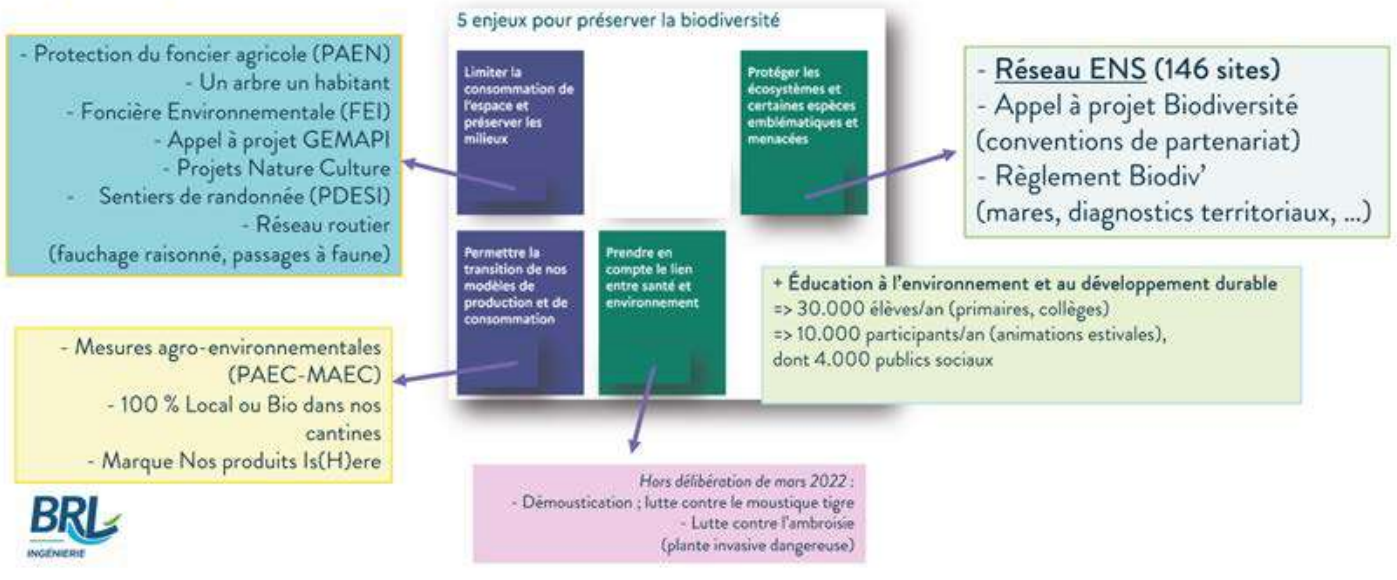 5 enjeux pour préserver la biodiversité
- Protection du foncier agricole (PAEN)
- Un arbre un habitant
- Foncière Environnementale (FEI)
- Appel à projet GEMAPI
- Projets Nature Culture
- Sentiers de randonnée (PDESI)
- Réseau routier
(fauchage raisonné, passages à faune)
Limiter la
consommation de
l'espace et
préserver les
milieux
Protéger les
écosystèmes et
certaines espèces
emblématiques et
menacées
- Réseau ENS (146 sites)
- Appel à projet Biodiversité
(conventions de partenariat)
- Règlement Biodiv'
(mares, diagnostics territoriaux, ...)
Permettre la
transition de nos
modèles de
production et de
consommation
Prendre en
compte le lien
entre santé et
environnement
+ Éducation à l'environnement et au développement durable
=> 30.000 élèves/an (primaires, collèges)
=> 10.000 participants/an (animations estivales),
dont 4.000 publics sociaux
- Mesures agro-environnementales
(PAEC-MAEC)
- 100 % Local ou Bio dans nos
cantines
- Marque Nos produits Is(H)ere
Hors délibération de mars 2022 :
- Démoustication ; lutte contre le moustique tigre
- Lutte contre l'ambroisie
(plante invasive dangereuse)
BRL
INGÉNIERIE